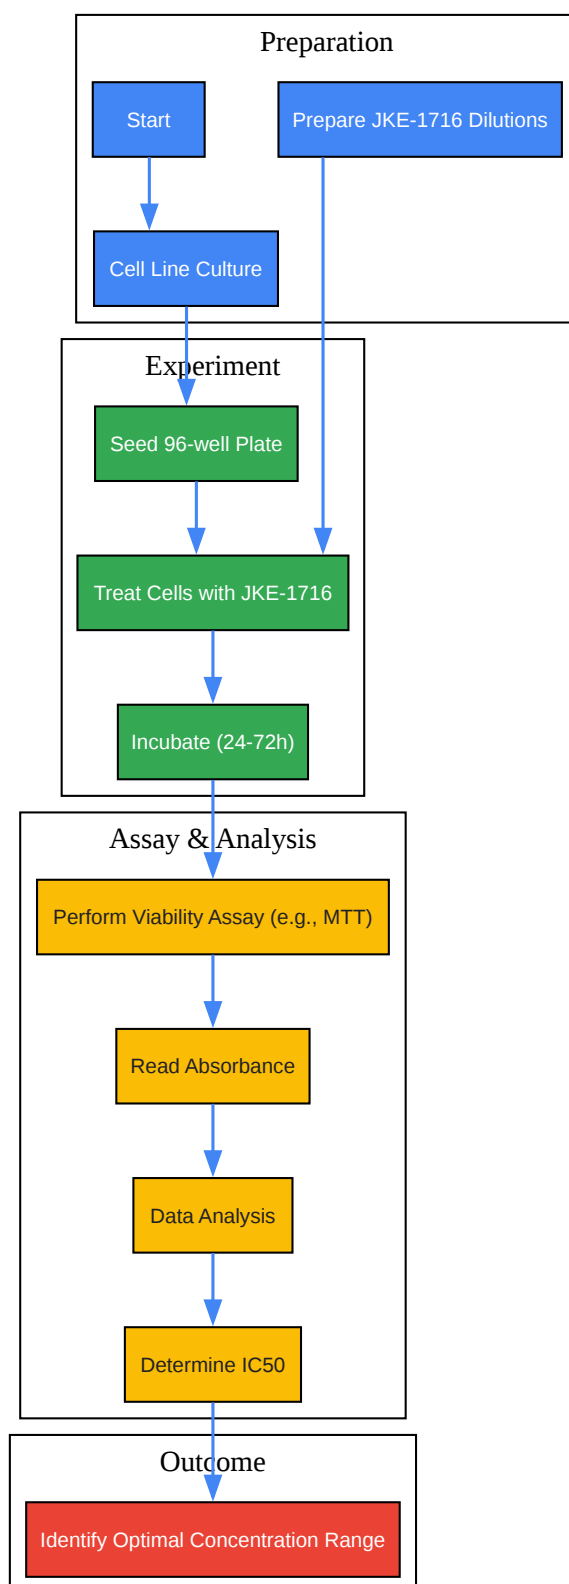 Preparation
Start
Prepare JKE-1716 Dilutions
Cell Line Culture
Experiment
Seed 96-well Plate
Treat Cells with JKE-1716
Incubate (24-72h)
Assay & Analysis
Perform Viability Assay (e.g., MTT)
Read Absorbance
Data Analysis
Determine IC50
Outcome
Identify Optimal Concentration Range